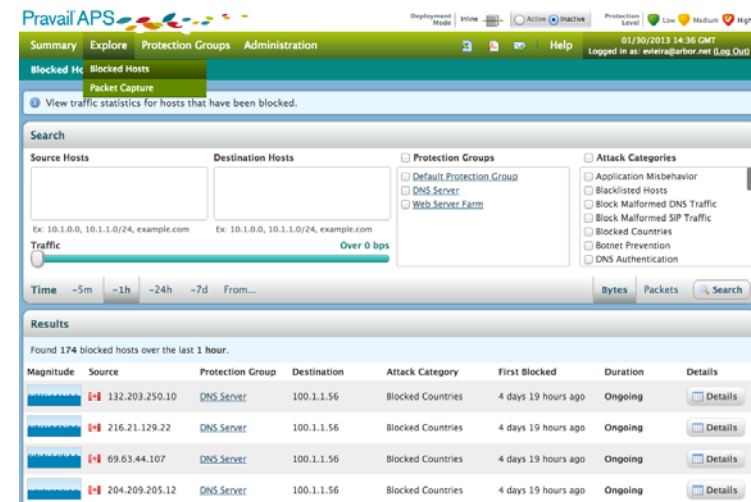 Pravail APS
Deployment Mode Inline Active Inactive Protection Level Low Medium High
Summary Explore Protection Groups Administration Help 01/30/2013 14:36 GMT
Logged in as: evieira@arbor.net (Log Out)
Blocked Ho Blocked Hosts
Packet Capture
View traffic statistics for hosts that have been blocked.
Search
Source Hosts Destination Hosts Protection Groups Attack Categories
Default Protection Group Application Misbehavior
DNS Server Blacklisted Hosts
Web Server Farm Block Malformed DNS Traffic
Block Malformed SIP Traffic
Ex: 10.1.0.0, 10.1.1.0/24, example.com Ex: 10.1.0.0, 10.1.1.0/24, example.com Blocked Countries
Traffic Over 0 bps Botnet Prevention
DNS Authentication
Time -5m -1h -24h -7d From... Bytes Packets Search
Results
Found 174 blocked hosts over the last 1 hour.
Magnitude Source Protection Group Destination Attack Category First Blocked Duration Details
132.203.250.10 DNS Server 100.1.1.56 Blocked Countries 4 days 19 hours ago Ongoing Details
216.21.129.22 DNS Server 100.1.1.56 Blocked Countries 4 days 19 hours ago Ongoing Details
69.63.44.107 DNS Server 100.1.1.56 Blocked Countries 4 days 19 hours ago Ongoing Details
204.209.205.12 DNS Server 100.1.1.56 Blocked Countries 4 days 19 hours ago Ongoing Details